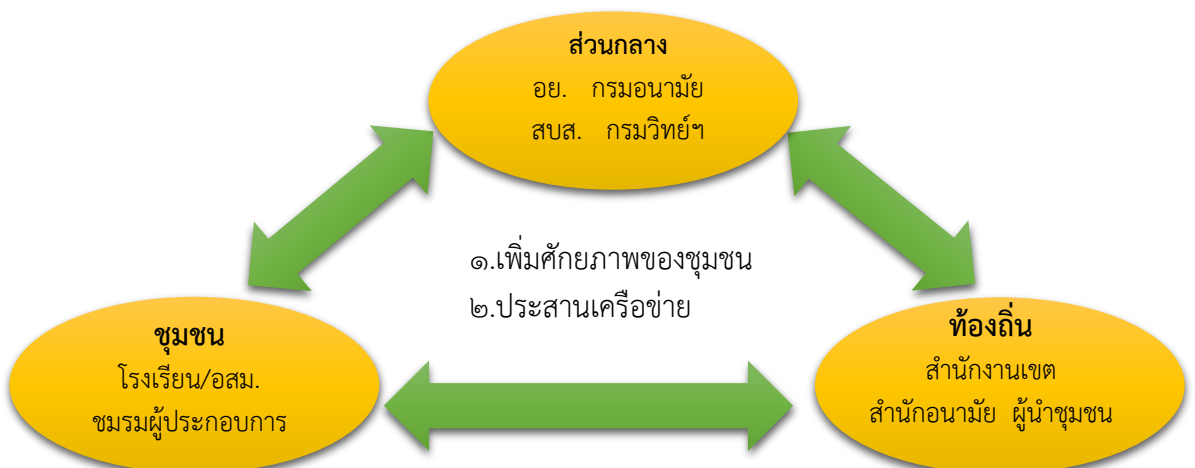 ส่วนกลาง
อย. กรมอนามัย
สบส. กรมวิทย์ฯ
๑.เพิ่มศักยภาพของชุมชน
๒.ประสานเครือข่าย
ชุมชน
โรงเรียน/อสม.
ชมรมผู้ประกอบการ
ท้องถิ่น
สำนักงานเขต
สำนักอนามัย ผู้นำชุมชน